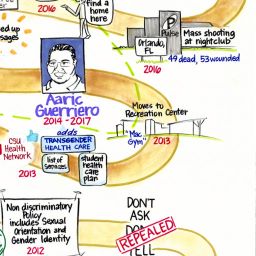 find a
home
here
2016
ed up
sages
P
Pulse
Mass shooting
at nightclub
Orlando,
FL
49 dead, 53 wounded
2016
Aaric
Guerriero
2014 - 2017
adds
TRANSGENDER
HEALTH CARE
list of
Services
student
health
care
plan
CSU
Health
Network
2013
Moves to
Recreation Center
"Mac
Gym"
2013
Non discriminatory
Policy
includes Sexual
Orientation and
Gender Identity
2012
DON'T
ASK
REPEALED!
TELL